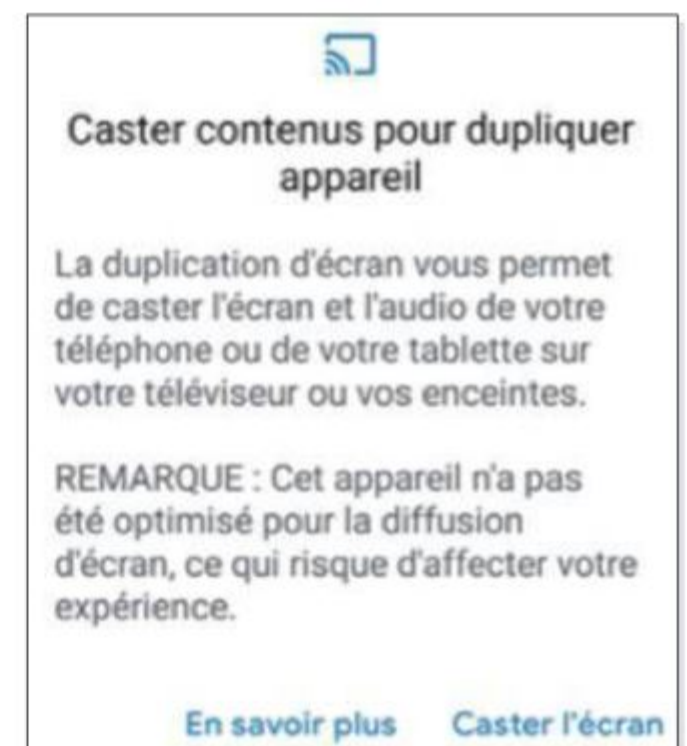 Caster contenus pour dupliquer
appareil
La duplication d'écran vous permet
de caster l'écran et l'audio de votre
téléphone ou de votre tablette sur
votre téléviseur ou vos enceintes.
REMARQUE : Cet appareil n'a pas
été optimisé pour la diffusion
d'écran, ce qui risque d'affecter votre
expérience.
En savoir plus Caster l'écran